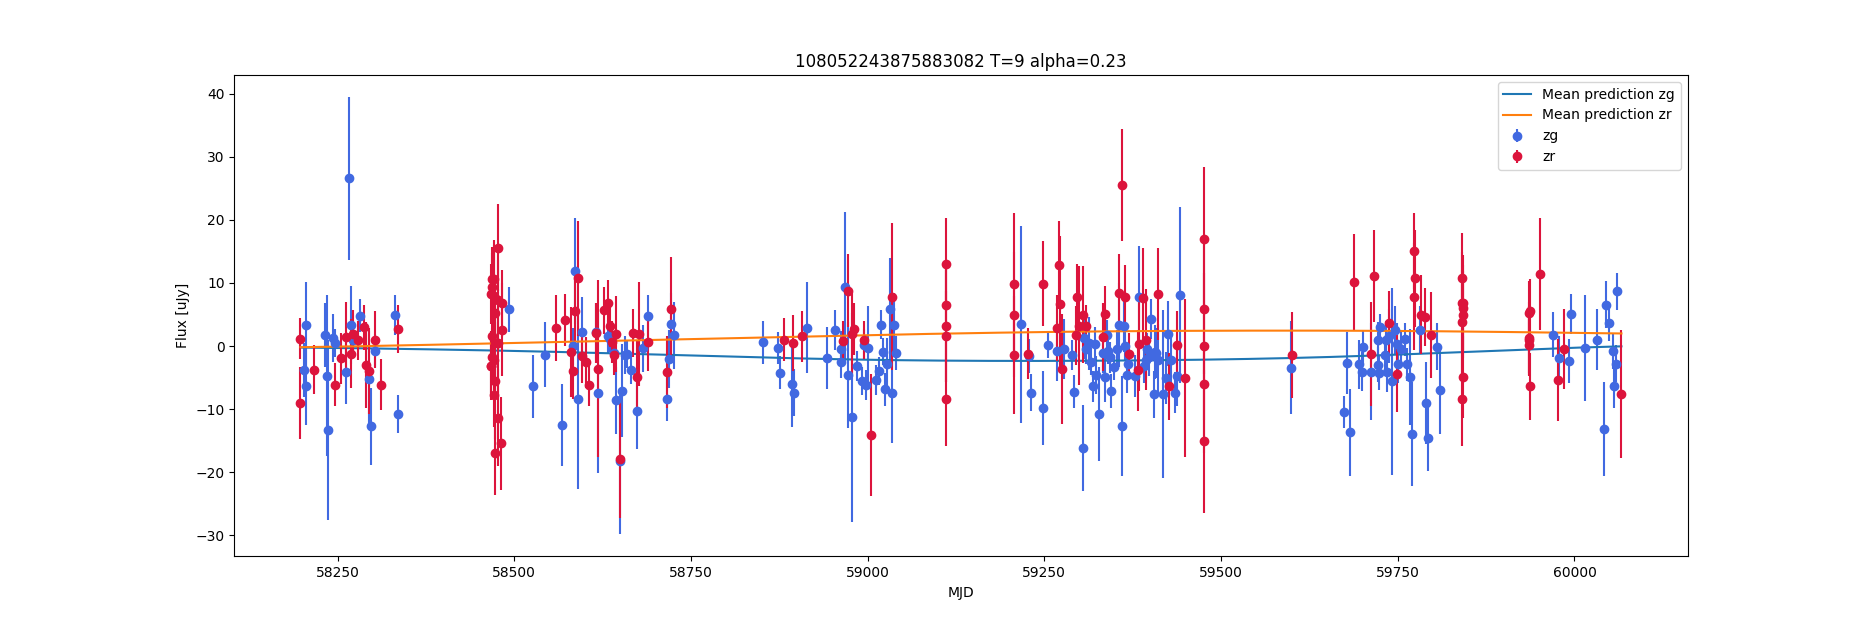 108052243875883082 T=9 alpha=0.23
Mean prediction zg
Mean prediction zr
zg
zr
Flux [uJy]
40
30
20
10
0
−10
−20
−30
58250 58500 58750 59000 59250 59500 59750 60000
MJD